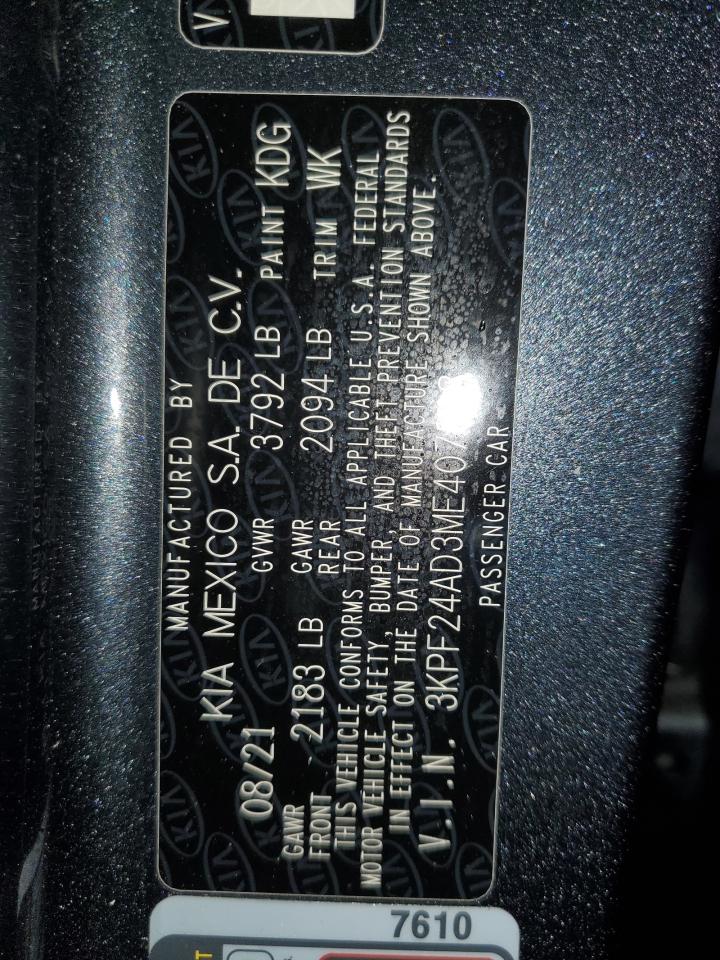 MANUFACTURED BY
KIA MEXICO S.A. DE C.V.
08/21 GVWR 3792 LB PAINT KDG
GAWR FRONT 2183 LB GAWR REAR 2094 LB TRIM WK
THIS VEHICLE CONFORMS TO ALL APPLICABLE U.S.A. FEDERAL
MOTOR VEHICLE SAFETY, BUMPER, AND THEFT PREVENTION STANDARDS
IN EFFECT ON THE DATE OF MANUFACTURE SHOWN ABOVE.
V.I.N.
PASSENGER CAR
7610